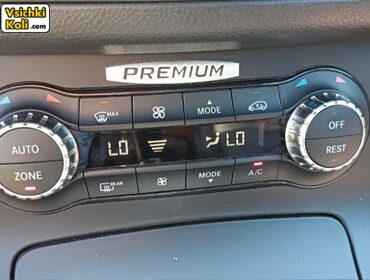 Vsichki
Koli.com
PREMIUM
MAX
MODE
AUTO
ZONE
LO
LO
OFF
REST
REAR
MODE
A/C